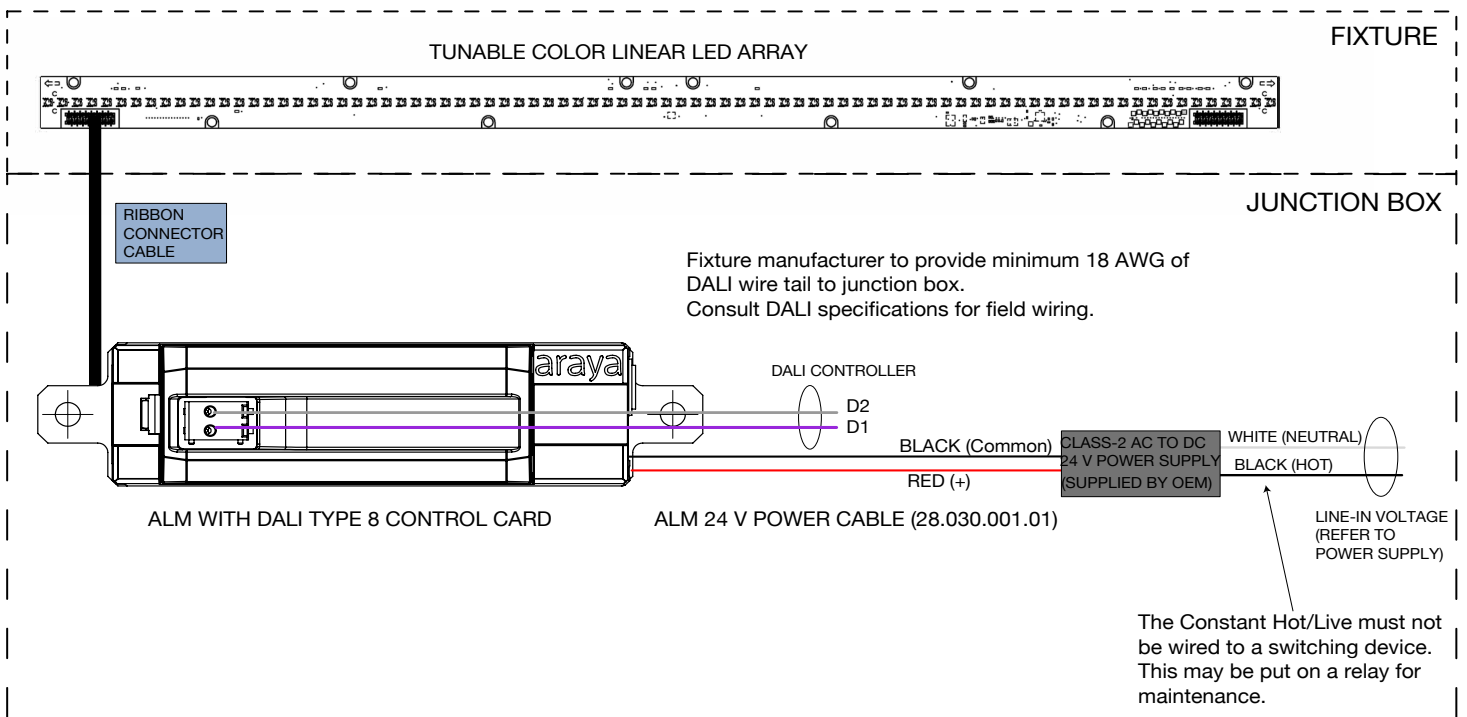 FIXTURE
TUNABLE COLOR LINEAR LED ARRAY
C
C
C
C
JUNCTION BOX
RIBBON
CONNECTOR
CABLE
Fixture manufacturer to provide minimum 18 AWG of
DALI wire tail to junction box.
Consult DALI specifications for field wiring.
araya
DALI CONTROLLER
D2
D1
BLACK (Common)
RED (+)
CLASS-2 AC TO DC
24 V POWER SUPPLY
(SUPPLIED BY OEM)
WHITE (NEUTRAL)
BLACK (HOT)
ALM WITH DALI TYPE 8 CONTROL CARD
ALM 24 V POWER CABLE (28.030.001.01)
LINE-IN VOLTAGE
(REFER TO
POWER SUPPLY)
The Constant Hot/Live must not
be wired to a switching device.
This may be put on a relay for
maintenance.